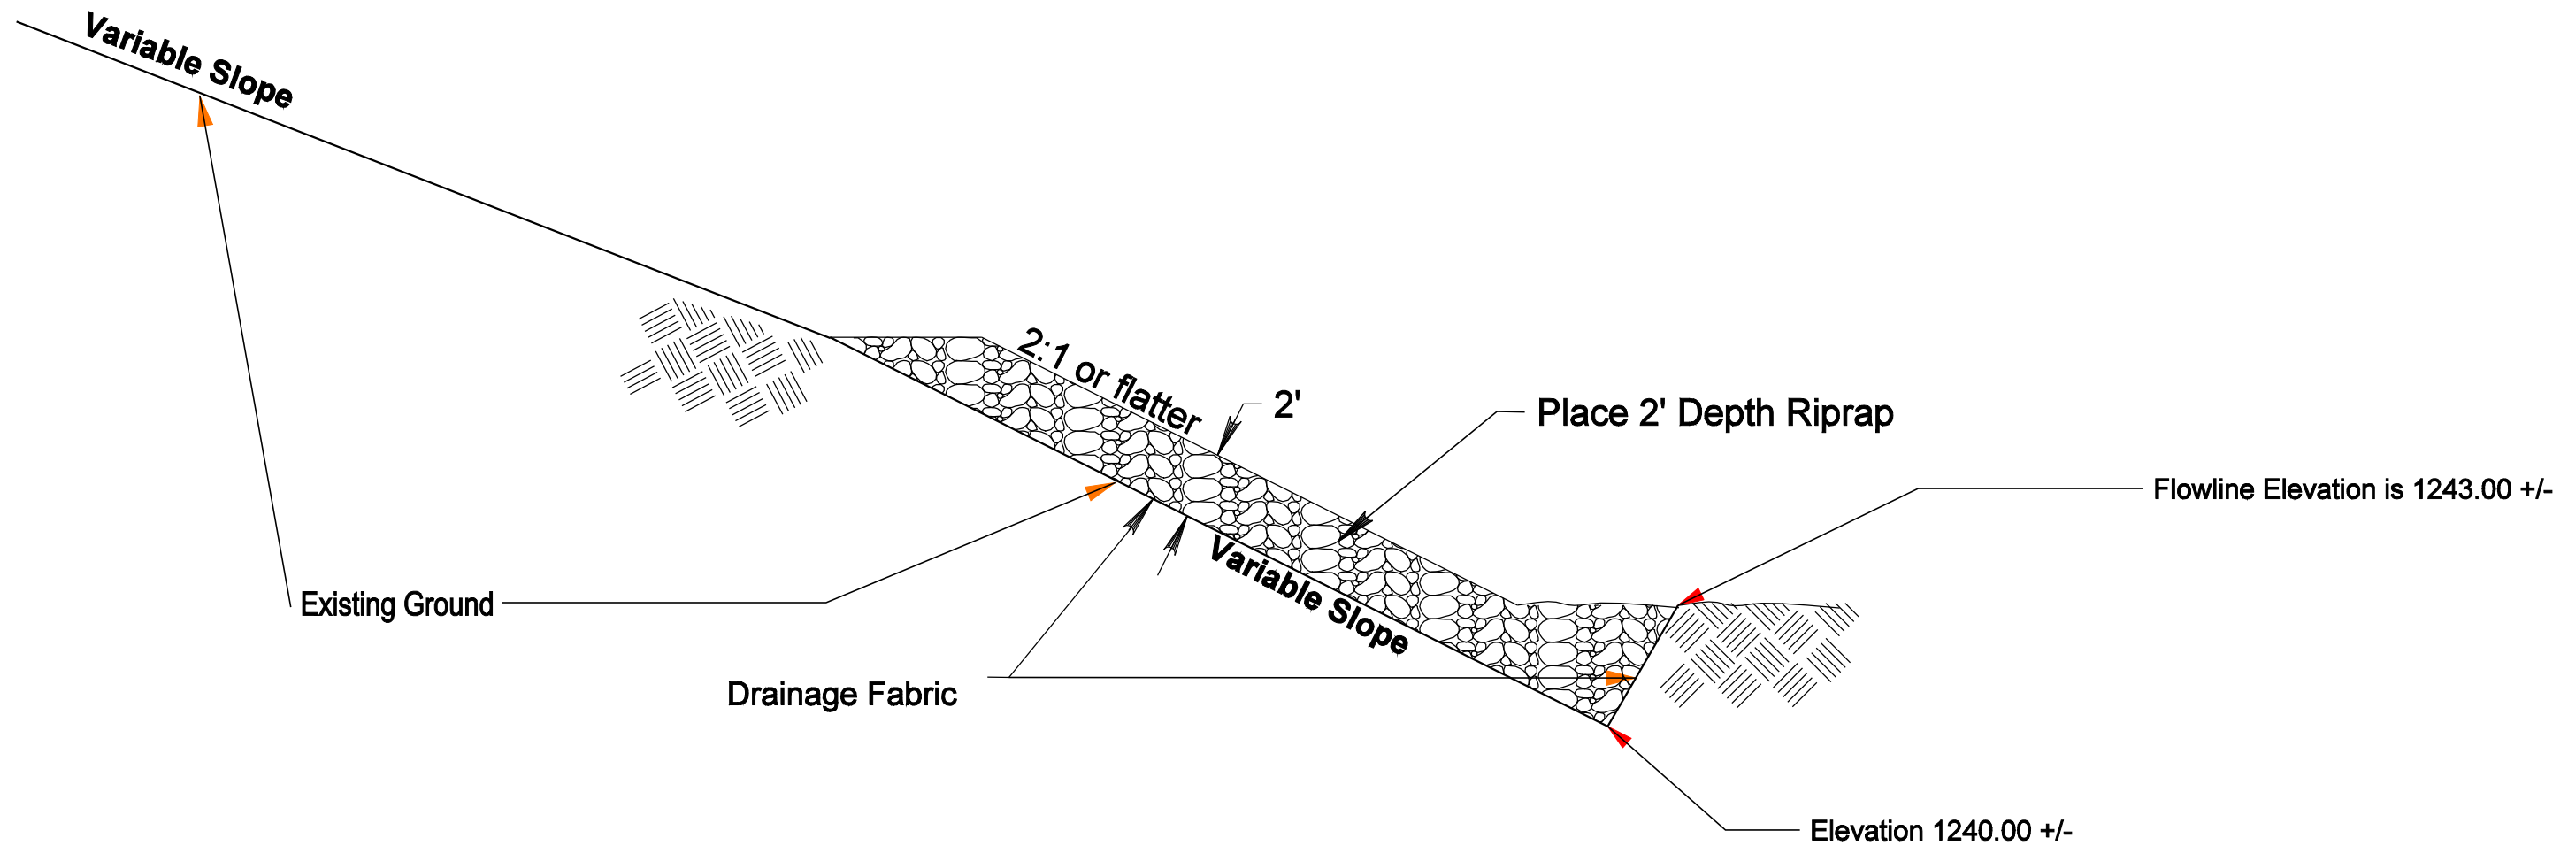 Variable Slope
2:1 or flatter
2'
Place 2' Depth Riprap
Flowline Elevation is 1243.00 +/-
Variable Slope
Existing Ground
Drainage Fabric
Elevation 1240.00 +/-